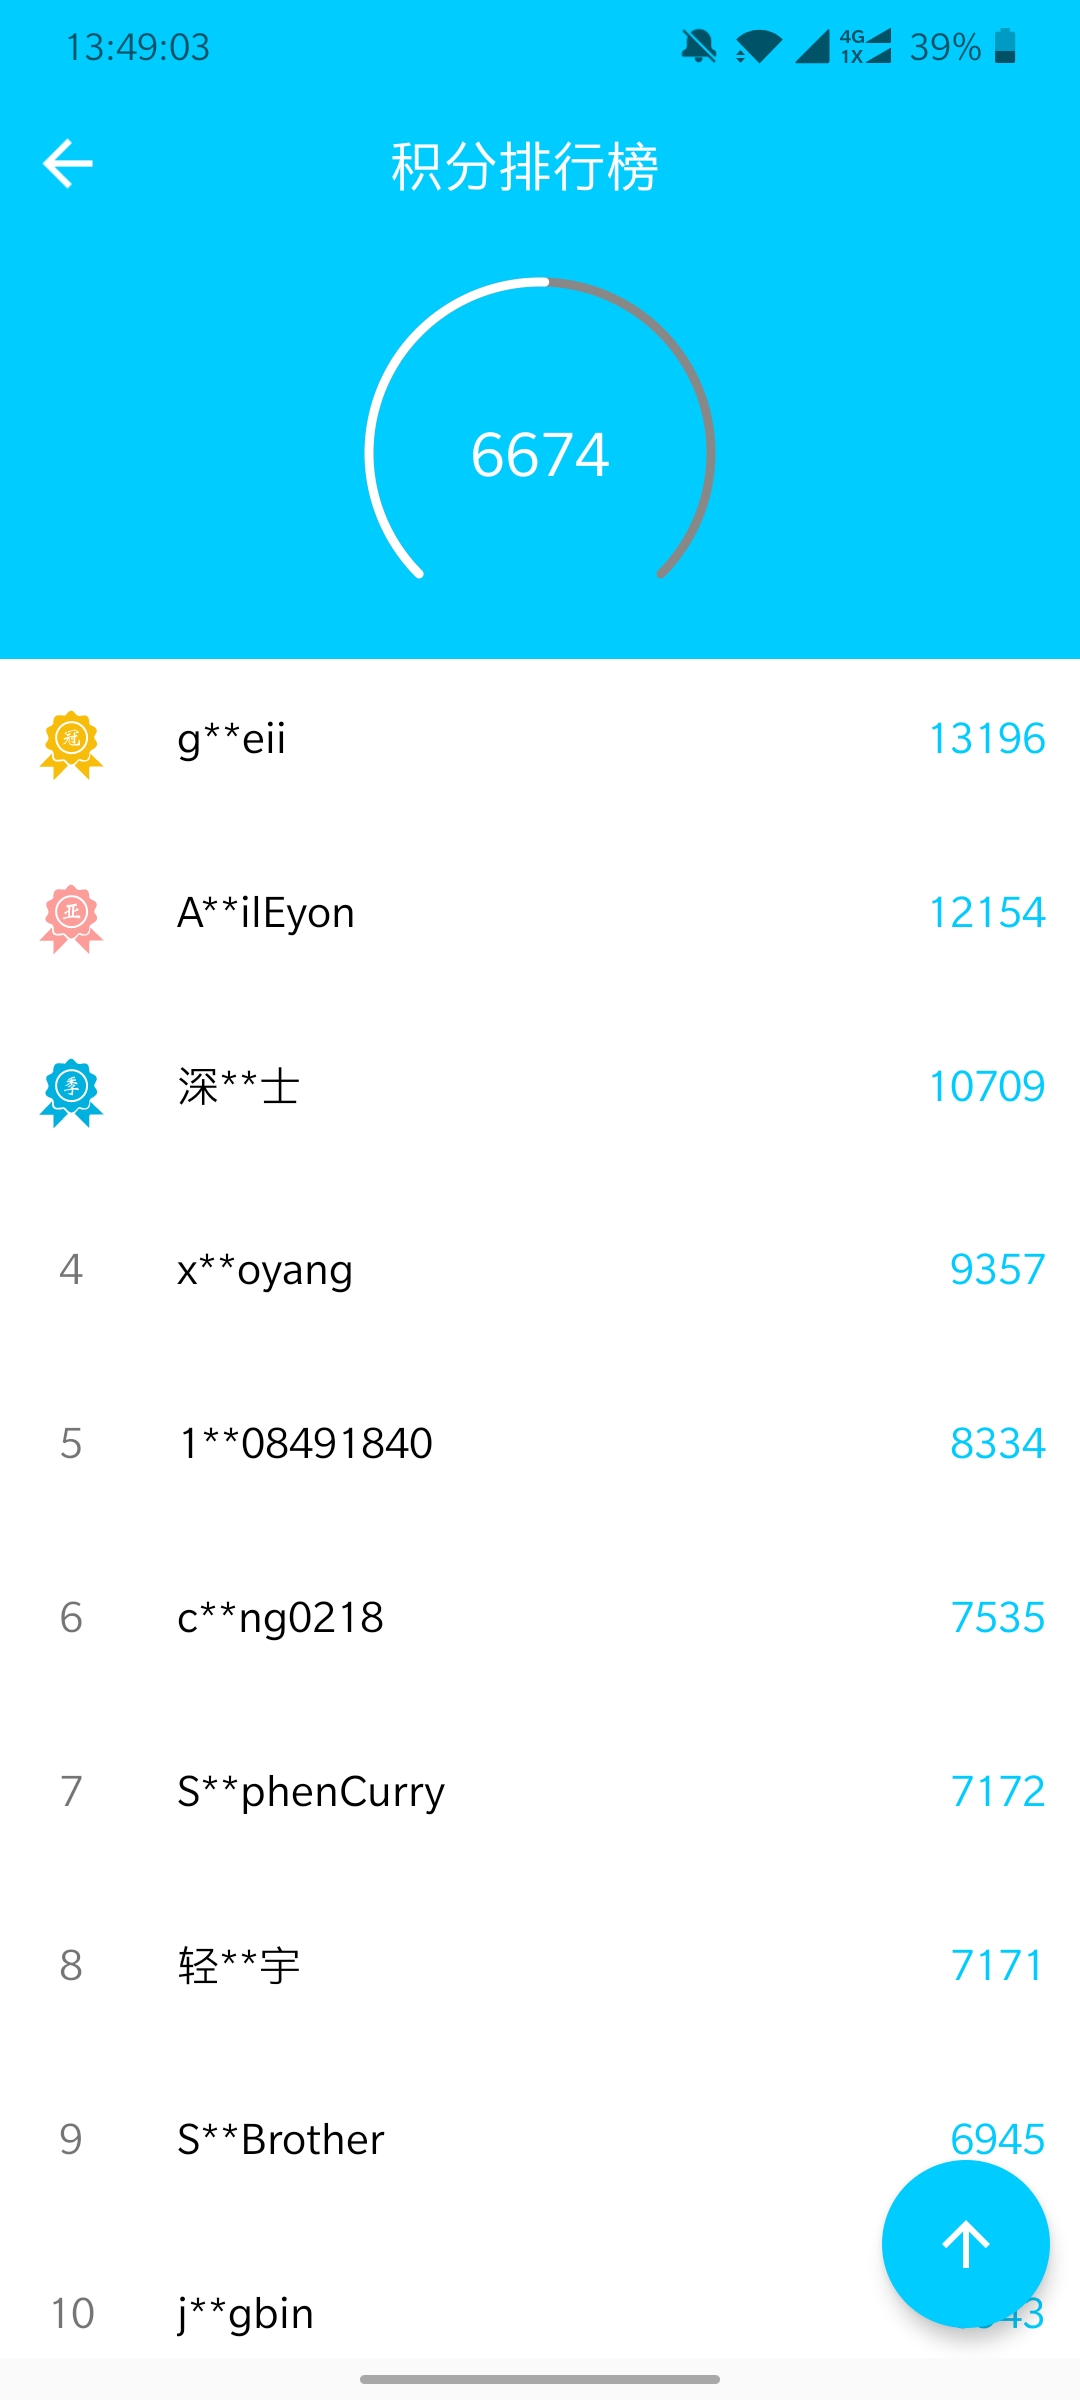 13:49:03 4G 1X 39%
积分排行榜
6674
冠 g**eii 13196
亚 A**ilEyon 12154
季 深**士 10709
4 x**oyang 9357
5 1**08491840 8334
6 c**ng0218 7535
7 S**phenCurry 7172
8 轻**宇 7171
9 S**Brother 6945
10 j**gbin